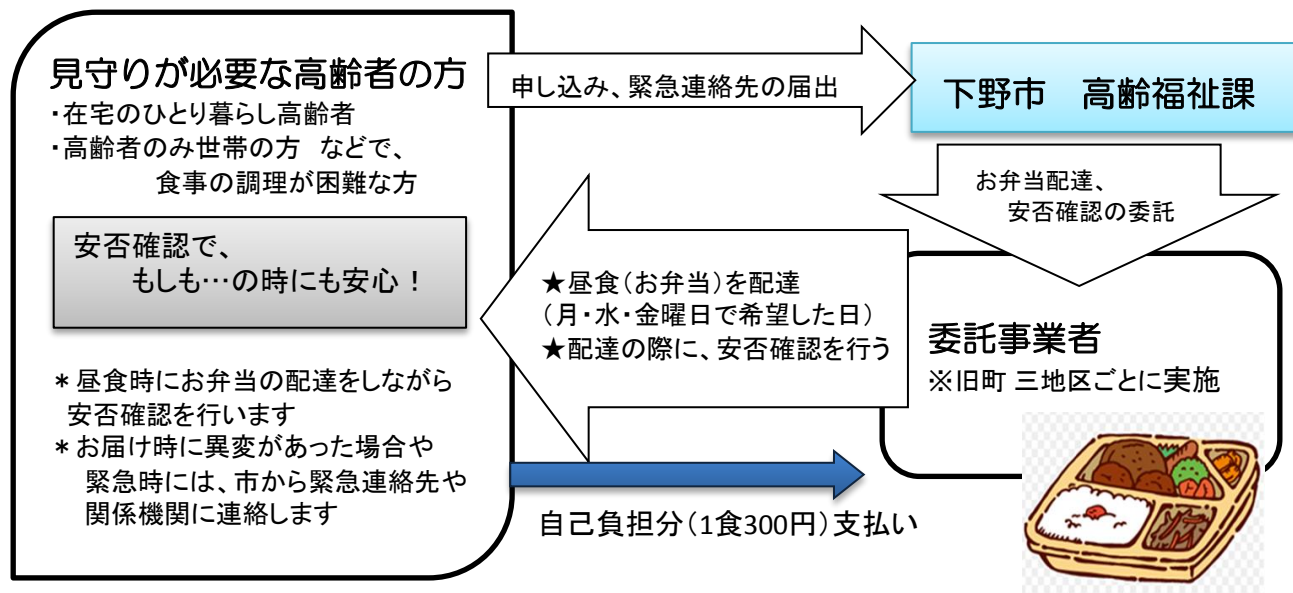 見守りが必要な高齢者の方
・在宅のひとり暮らし高齢者
・高齢者のみ世帯の方　などで、
食事の調理が困難な方
安否確認で、
もしも…の時にも安心！
＊昼食時にお弁当の配達をしながら
安否確認を行います
＊お届け時に異変があった場合や
緊急時には、市から緊急連絡先や
関係機関に連絡します
申し込み、緊急連絡先の届出
下野市　高齢福祉課
お弁当配達、
安否確認の委託
★昼食（お弁当）を配達
（月・水・金曜日で希望した日）
★配達の際に、安否確認を行う
委託事業者
※旧町 三地区ごとに実施
自己負担分（1食300円）支払い